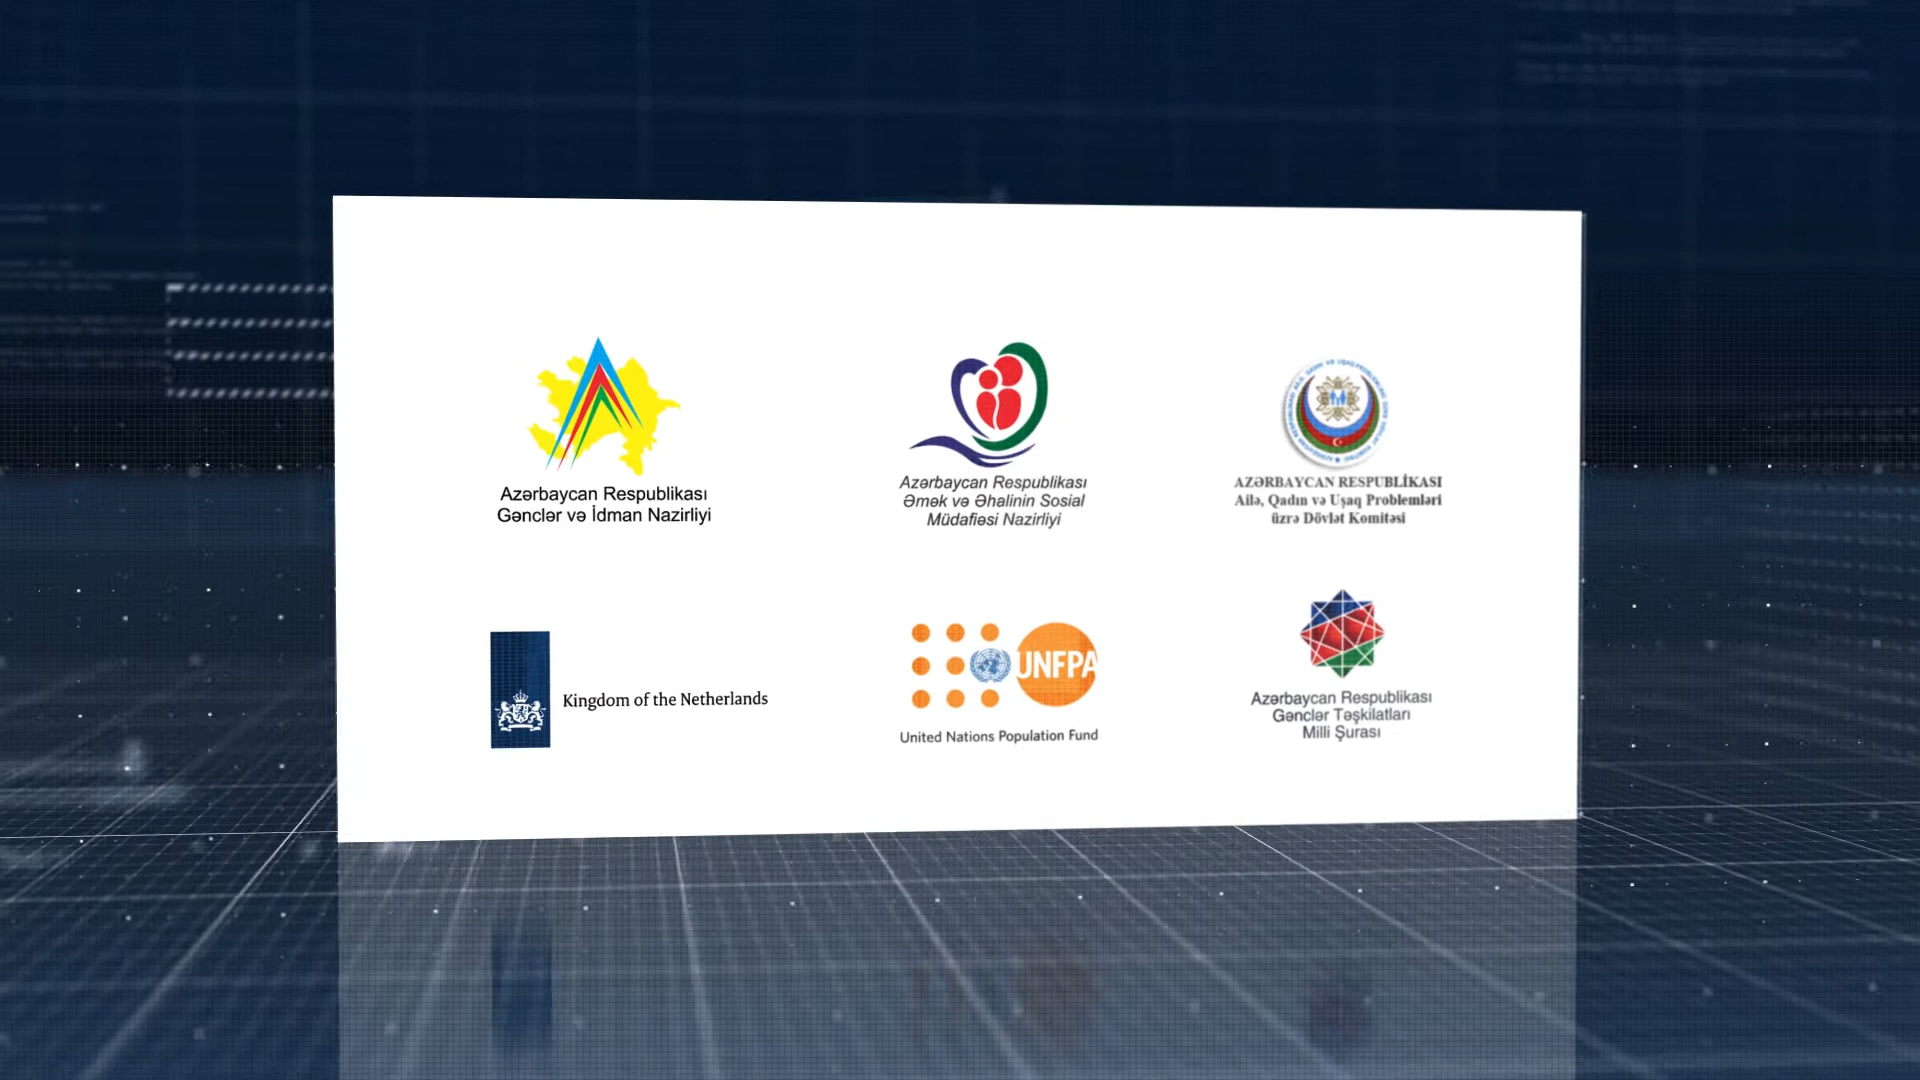 Azərbaycan Respublikası
Gənclər və İdman Nazirliyi
Azərbaycan Respublikası
Əmək və Əhalinin Sosial
Müdafiəsi Nazirliyi
AZƏRBAYCAN RESPUBLİKASI
Ailə, Qadın və Uşaq Problemləri
üzrə Dövlət Komitəsi
Kingdom of the Netherlands
UNFPA
United Nations Population Fund
Azərbaycan Respublikası
Gənclər Təşkilatları
Milli Şurası